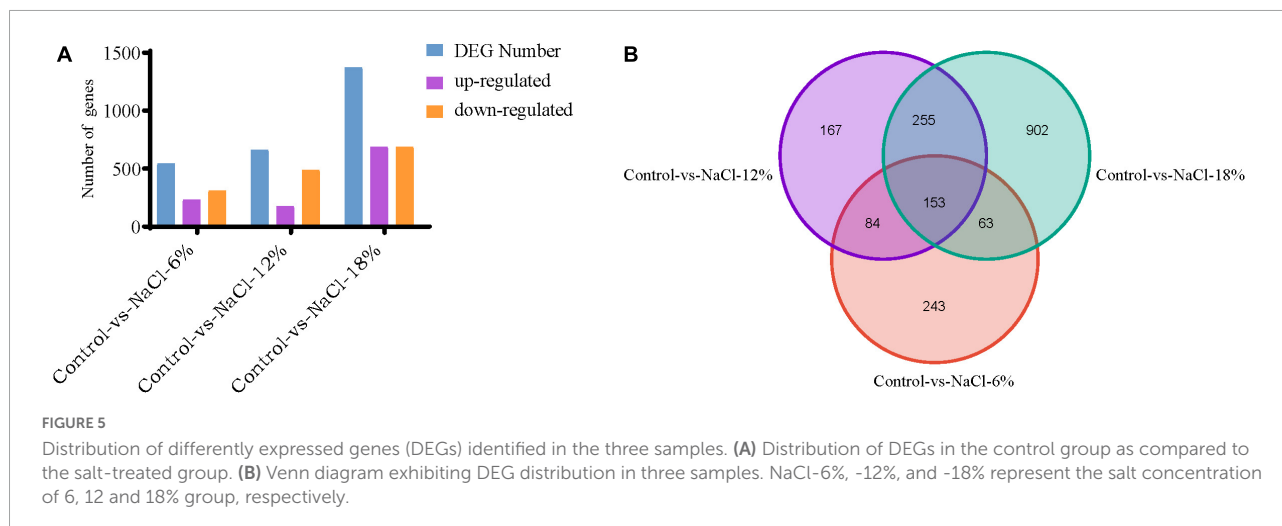 A
Number of genes
1500
1000
500
0
DEG Number
up-regulated
down-regulated
Control-vs-NaCl-6%
Control-vs-NaCl-12%
Control-vs-NaCl-18%
B
167
255
902
Control-vs-NaCl-12%
Control-vs-NaCl-18%
153
84
63
243
Control-vs-NaCl-6%
FIGURE 5
Distribution of differently expressed genes (DEGs) identified in the three samples. (A) Distribution of DEGs in the control group as compared to
the salt-treated group. (B) Venn diagram exhibiting DEG distribution in three samples. NaCl-6%, -12%, and -18% represent the salt concentration
of 6, 12 and 18% group, respectively.